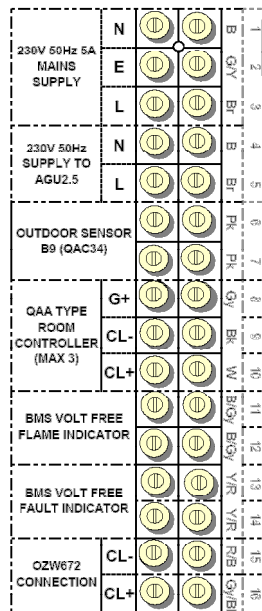 230V 50Hz 5A
MAINS
SUPPLY
N B 1
E G/Y 2
L Br 3
230V 50Hz
SUPPLY TO
AGU2.5
N B 4
L Br 5
OUTDOOR SENSOR
B9 (QAC34)
Pk 6
Pk 7
QAA TYPE
ROOM
CONTROLLER
(MAX 3)
G+ Gy 8
CL- Bk 9
CL+ W 10
BMS VOLT FREE
FLAME INDICATOR
B/Gy 11
B/Gy 12
BMS VOLT FREE
FAULT INDICATOR
Y/R 13
Y/R 14
OZW672
CONNECTION
CL- R/B 15
CL+ Gy/Bl 16